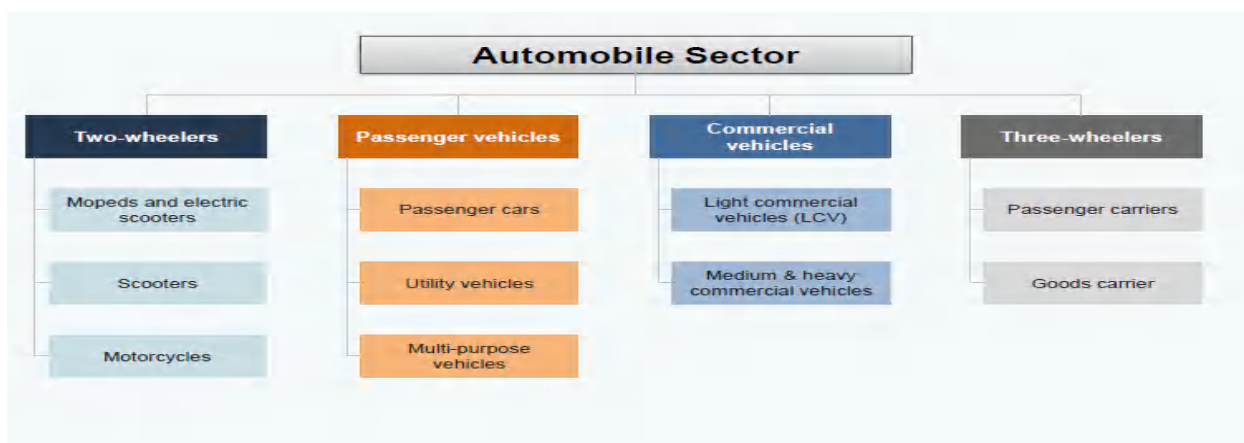 Automobile Sector
Two-wheelers
Passenger vehicles
Commercial
vehicles
Three-wheelers
Mopeds and electric
scooters
Scooters
Motorcycles
Passenger cars
Utility vehicles
Multi-purpose
vehicles
Light commercial
vehicles (LCV)
Medium & heavy
commercial vehicles
Passenger carriers
Goods carrier